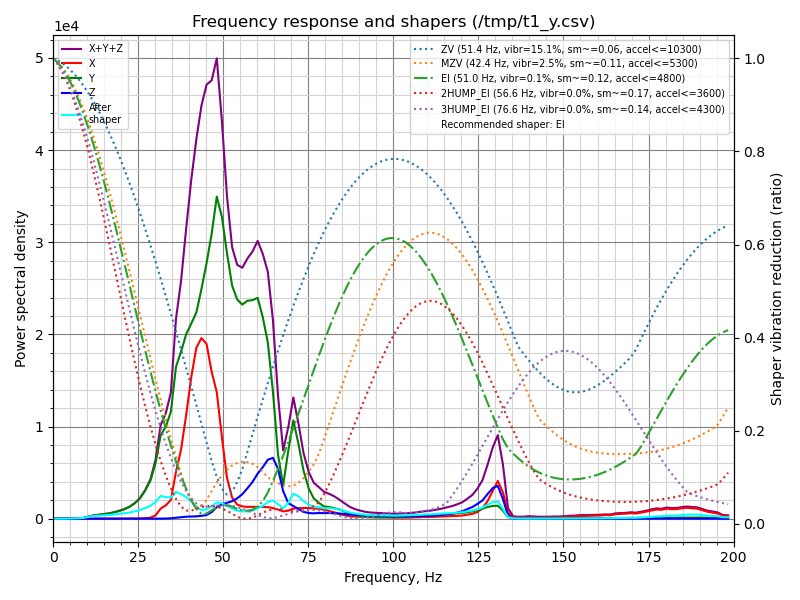 Frequency response and shapers (/tmp/t1_y.csv)
1e4
X+Y+Z
X
Y
Z
After
shaper
ZV (51.4 Hz, vibr=15.1%, sm~=0.06, accel<=10300)
MZV (42.4 Hz, vibr=2.5%, sm~=0.11, accel<=5300)
EI (51.0 Hz, vibr=0.1%, sm~=0.12, accel<=4800)
2HUMP_EI (56.6 Hz, vibr=0.0%, sm~=0.17, accel<=3600)
3HUMP_EI (76.6 Hz, vibr=0.0%, sm~=0.14, accel<=4300)
Recommended shaper: EI
Power spectral density
5
4
3
2
1
0
1.0
0.8
0.6
0.4
0.2
0.0
Shaper vibration reduction (ratio)
0 25 50 75 100 125 150 175 200
Frequency, Hz